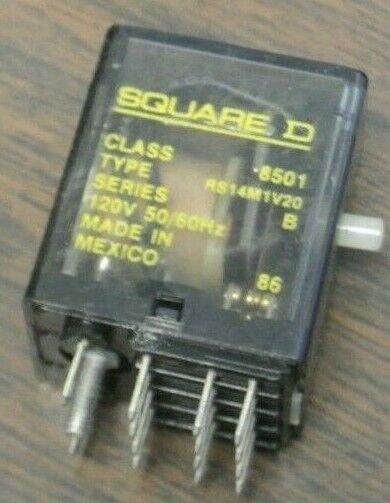 SQUARE D
CLASS 8501
TYPE RS14M1V20
SERIES B
120V 50/60Hz
MADE IN
MEXICO 86